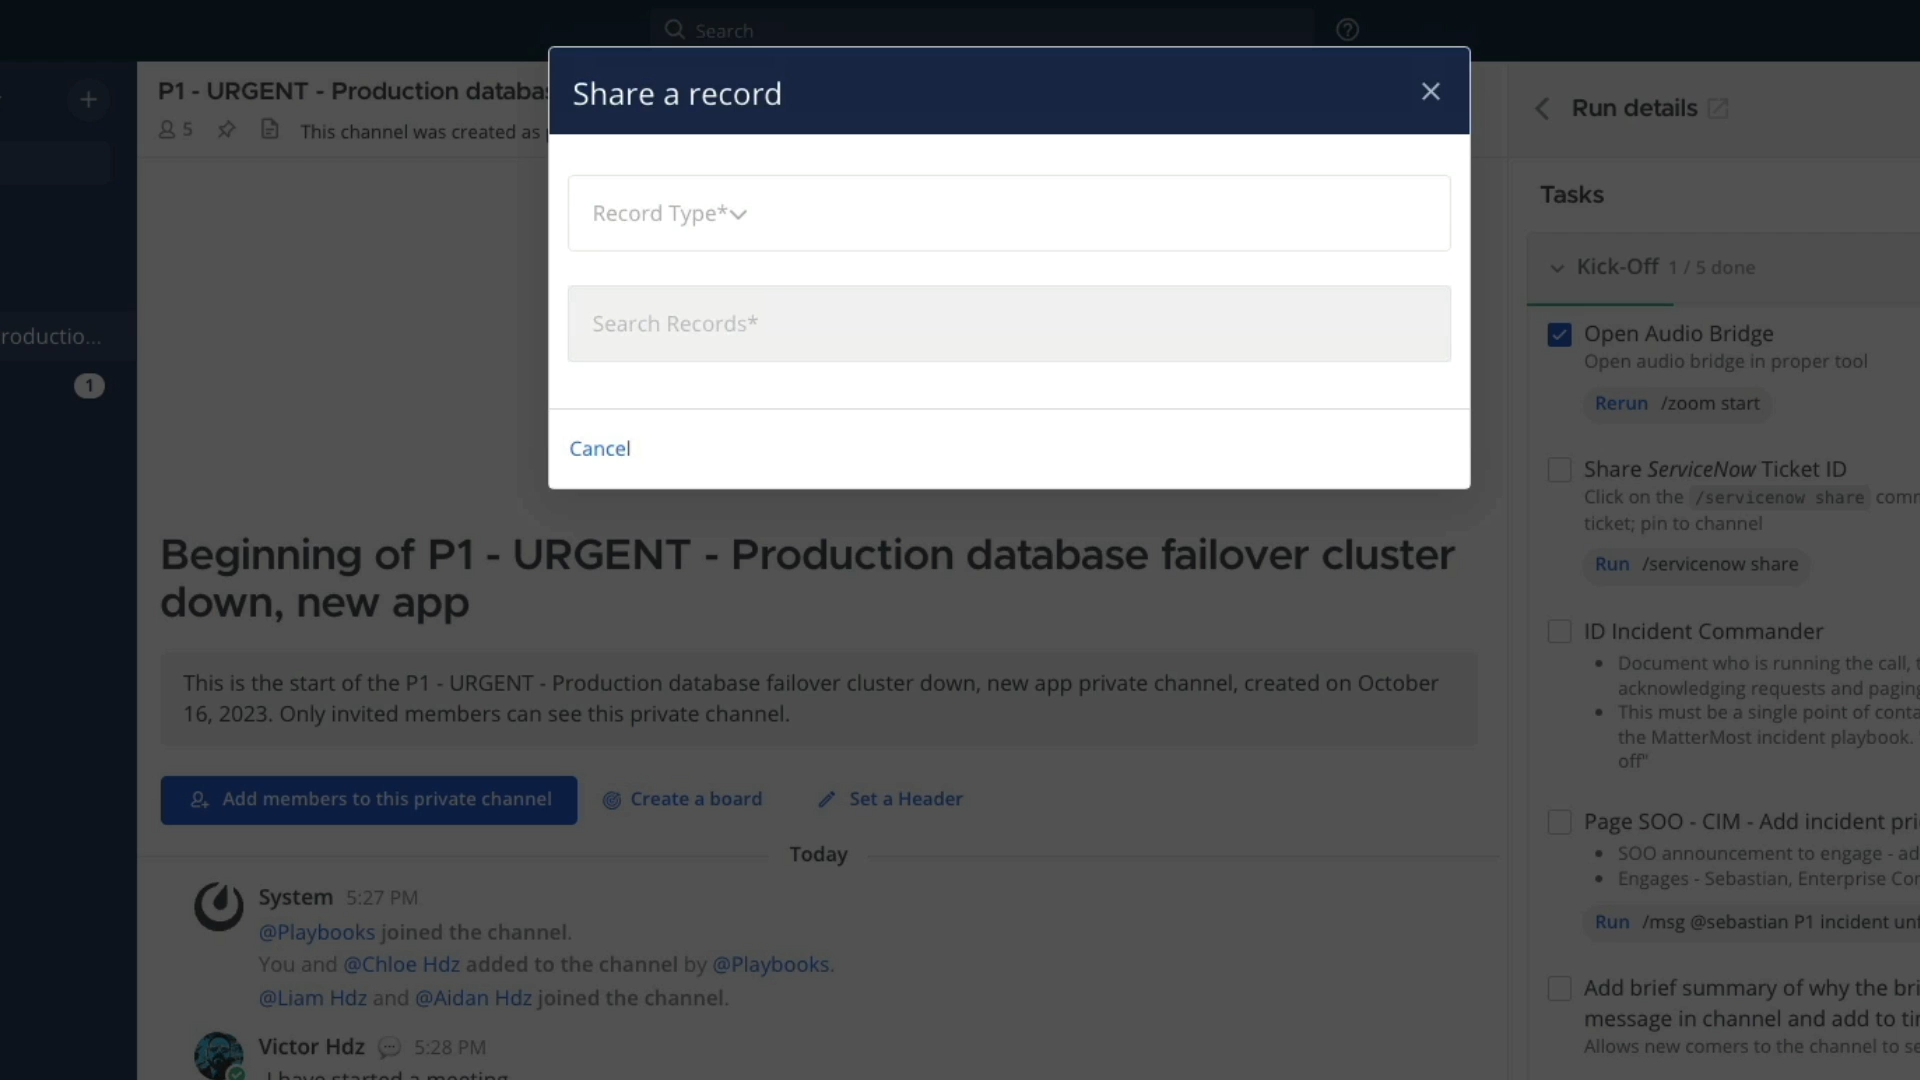 Search
Share a record
P1 - URGENT - Production databa
5
This channel was created as
Record Type*
Search Records*
Cancel
Run details
Tasks
Kick-Off 1 / 5 done
Open Audio Bridge
Open audio bridge in proper tool
Rerun /zoom start
Share ServiceNow Ticket ID
Click on the /servicenow share comm
ticket; pin to channel
Run /servicenow share
ID Incident Commander
Document who is running the call, t
acknowledging requests and paging
This must be a single point of conta
the MatterMost incident playbook.
off"
Page SOO - CIM - Add incident pri
SOO announcement to engage - ad
Engages - Sebastian, Enterprise Con
Run /msg @sebastian P1 incident unf
Add brief summary of why the bri
message in channel and add to tin
Allows new comers to the channel to se
roductio...
1
Beginning of P1 - URGENT - Production database failover cluster
down, new app
This is the start of the P1 - URGENT - Production database failover cluster down, new app private channel, created on October
16, 2023. Only invited members can see this private channel.
Add members to this private channel
Create a board
Set a Header
Today
System 5:27 PM
@Playbooks joined the channel.
You and @Chloe Hdz added to the channel by @Playbooks.
@Liam Hdz and @Aidan Hdz joined the channel.
Victor Hdz 5:28 PM
I have started a meeting